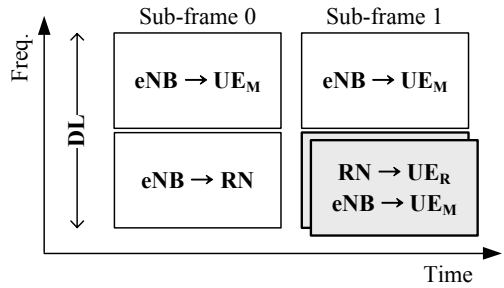 Sub-frame 0
Sub-frame 1
Freq.
DL
eNB → UE_M
eNB → UE_M
eNB → RN
RN → UE_R
eNB → UE_M
Time